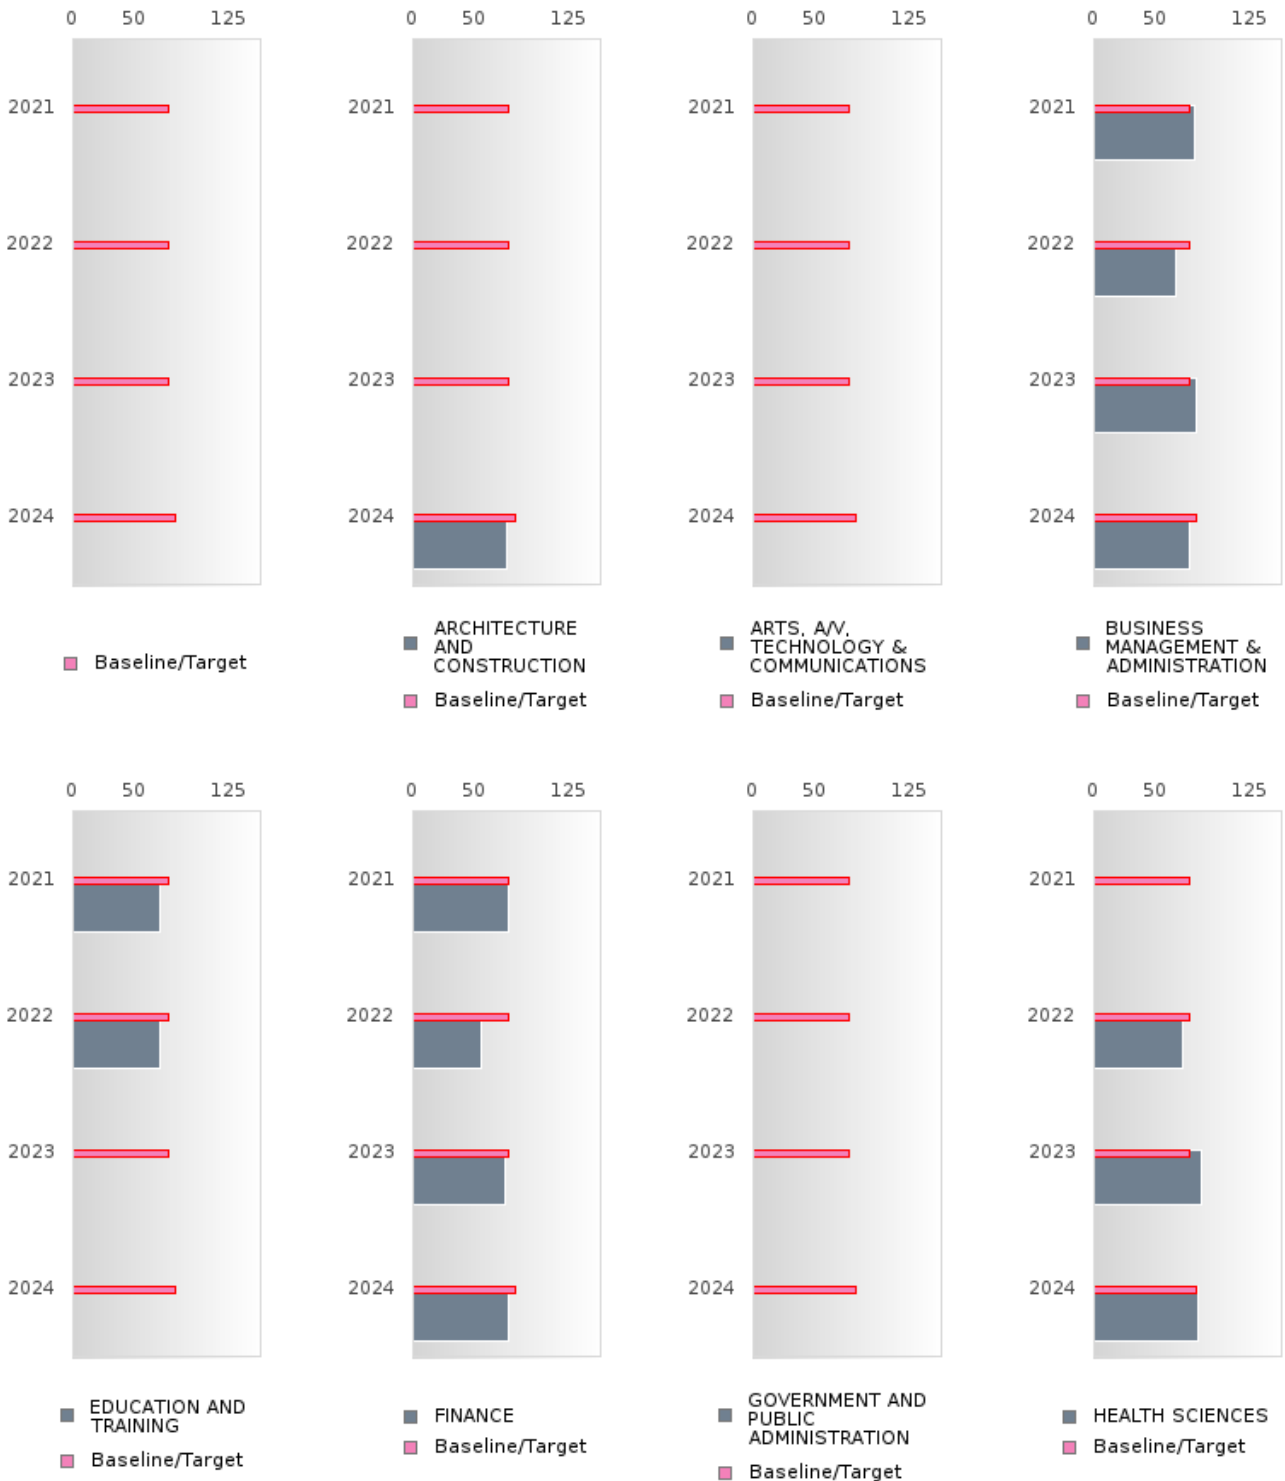 0 50 125
2021
2022
2023
2024
Baseline/Target
0 50 125
2021
2022
2023
2024
ARCHITECTURE
AND
CONSTRUCTION
Baseline/Target
0 50 125
2021
2022
2023
2024
ARTS, A/V,
TECHNOLOGY &
COMMUNICATIONS
Baseline/Target
0 50 125
2021
2022
2023
2024
BUSINESS
MANAGEMENT &
ADMINISTRATION
Baseline/Target
0 50 125
2021
2022
2023
2024
EDUCATION AND
TRAINING
Baseline/Target
0 50 125
2021
2022
2023
2024
FINANCE
Baseline/Target
0 50 125
2021
2022
2023
2024
GOVERNMENT AND
PUBLIC
ADMINISTRATION
Baseline/Target
0 50 125
2021
2022
2023
2024
HEALTH SCIENCES
Baseline/Target